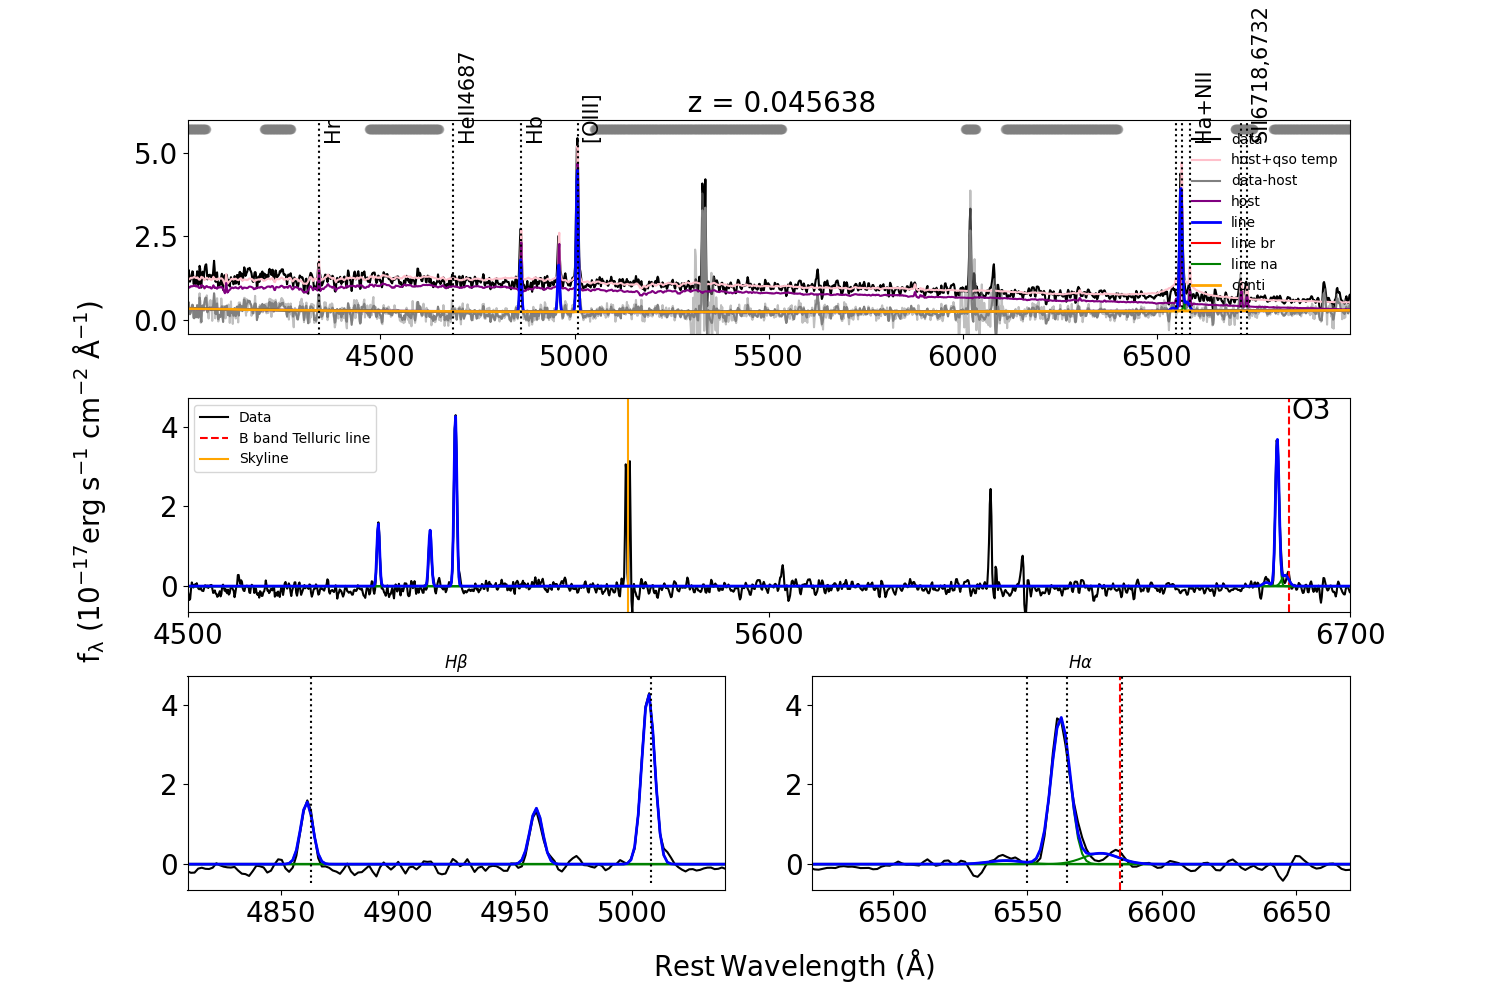 z = 0.045638
Hr
HeII4687
Hb
[OIII]
Ha+NII
SII6718,6732
data
host+qso temp
data-host
host
line
line br
line na
conti
5.0
2.5
0.0
4500 5000 5500 6000 6500
fλ (10⁻¹⁷erg s⁻¹ cm⁻² Å⁻¹)
Data
B band Telluric line
Skyline
O3
4
2
0
4500 5600 6700
Hβ
4
2
0
4850 4900 4950 5000
Hα
4
2
0
6500 6550 6600 6650
Rest Wavelength (Å)